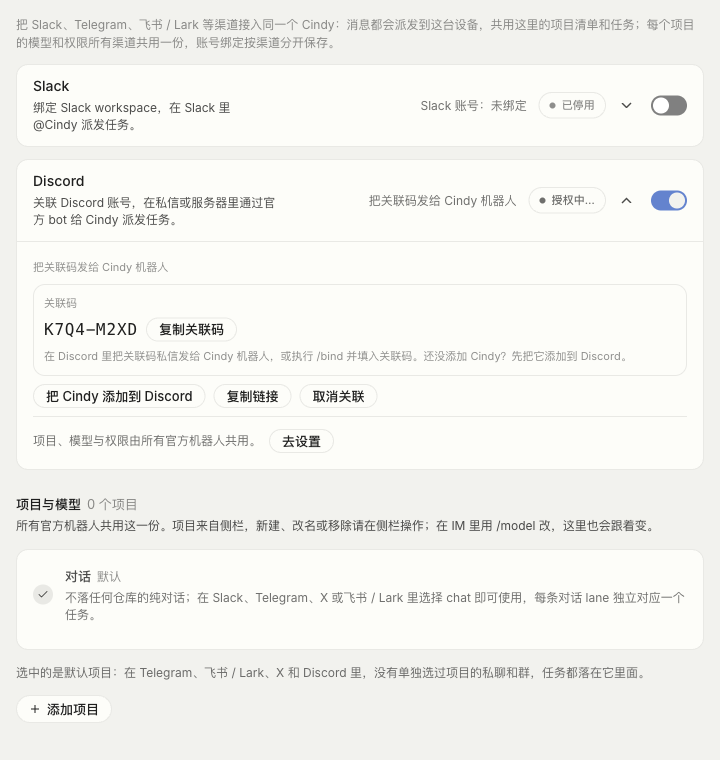 把 Slack、Telegram、飞书 / Lark 等渠道接入同一个 Cindy：消息都会派到这台设备，共用这里的项目清单和任务；每个项目
的模型和权限所有渠道共用一份，账号绑定按渠道分开保存。
Slack
绑定 Slack workspace，在 Slack 里
@Cindy 派发任务。
Slack 账号：未绑定
已停用
Discord
关联 Discord 账号，在私信或服务器里通过官
方 bot 给 Cindy 派发任务。
把关联码发给 Cindy 机器人
授权中...
把关联码发给 Cindy 机器人
关联码
K7Q4–M2XD
复制关联码
在 Discord 里把关联码私信发给 Cindy 机器人，或执行 /bind 并填入关联码。还没添加 Cindy？先把它添加到 Discord。
把 Cindy 添加到 Discord
复制链接
取消关联
项目、模型与权限由所有官方机器人共用。
去设置
项目与模型 0 个项目
所有官方机器人共用这一份。项目来自侧栏，新建、改名或移除请在侧栏操作；在 IM 里用 /model 改，这里也会跟着变。
对话 默认
不落任何仓库的纯对话；在 Slack、Telegram、X 或飞书 / Lark 里选择 chat 即可使用，每条对话 lane 独立对应一个
任务。
选中的是默认项目：在 Telegram、飞书 / Lark、X 和 Discord 里，没有单独选过项目的私聊和群，任务都落在它里面。
+ 添加项目